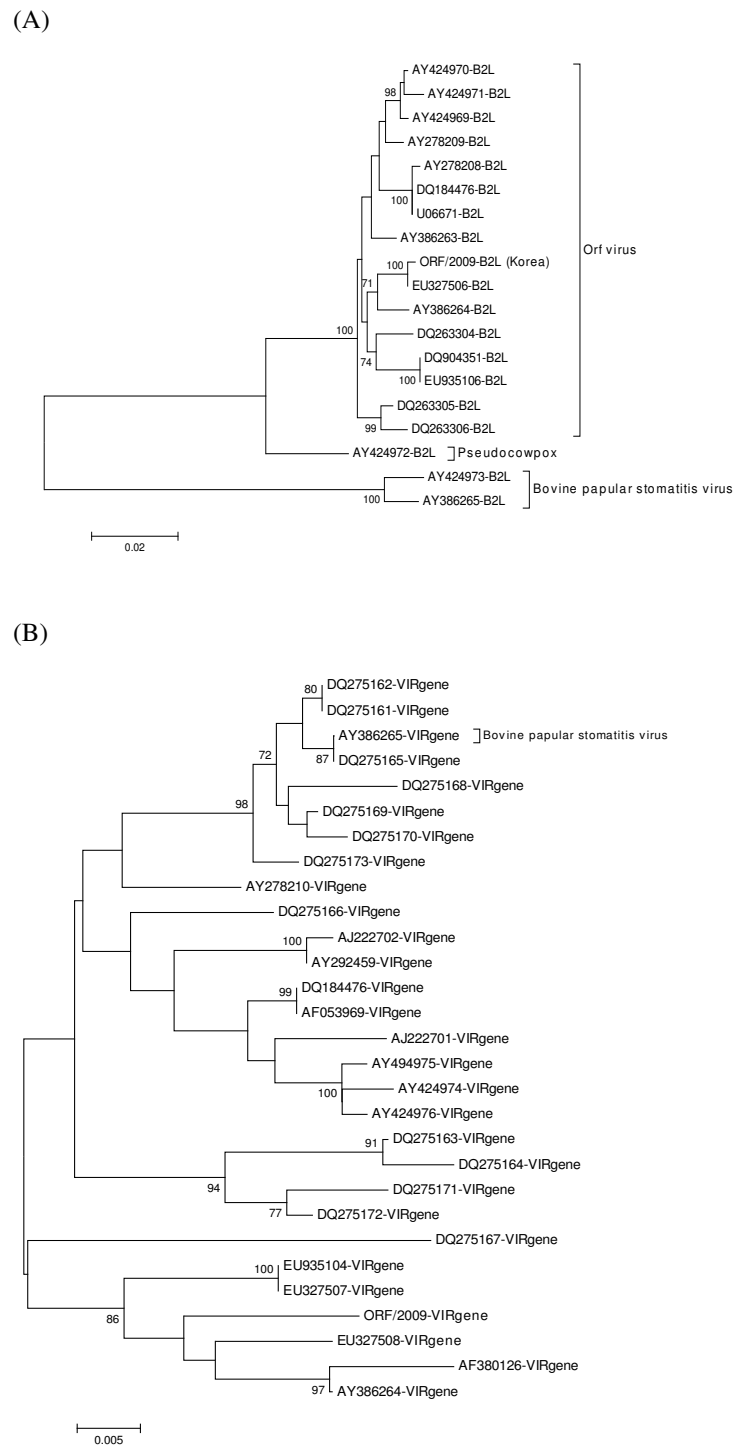 (A)
AY424970-B2L
98
AY424971-B2L
AY424969-B2L
AY278209-B2L
AY278208-B2L
DQ184476-B2L
100
U06671-B2L
AY386263-B2L
Orf virus
ORF/2009-B2L (Korea)
100
EU327506-B2L
71
AY386264-B2L
100
DQ263304-B2L
74
DQ904351-B2L
100
EU935106-B2L
DQ263305-B2L
99
DQ263306-B2L
AY424972-B2L
Pseudocowpox
AY424973-B2L
100
AY386265-B2L
Bovine papular stomatitis virus
0.02
(B)
80
DQ275162-VIRgene
DQ275161-VIRgene
AY386265-VIRgene
Bovine papular stomatitis virus
72
87
DQ275165-VIRgene
DQ275168-VIRgene
98
DQ275169-VIRgene
DQ275170-VIRgene
DQ275173-VIRgene
AY278210-VIRgene
DQ275166-VIRgene
100
AJ222702-VIRgene
AY292459-VIRgene
99
DQ184476-VIRgene
AF053969-VIRgene
AJ222701-VIRgene
AY494975-VIRgene
100
AY424974-VIRgene
AY424976-VIRgene
91
DQ275163-VIRgene
DQ275164-VIRgene
94
DQ275171-VIRgene
77
DQ275172-VIRgene
DQ275167-VIRgene
100
EU935104-VIRgene
EU327507-VIRgene
86
ORF/2009-VIRgene
EU327508-VIRgene
AF380126-VIRgene
97
AY386264-VIRgene
0.005